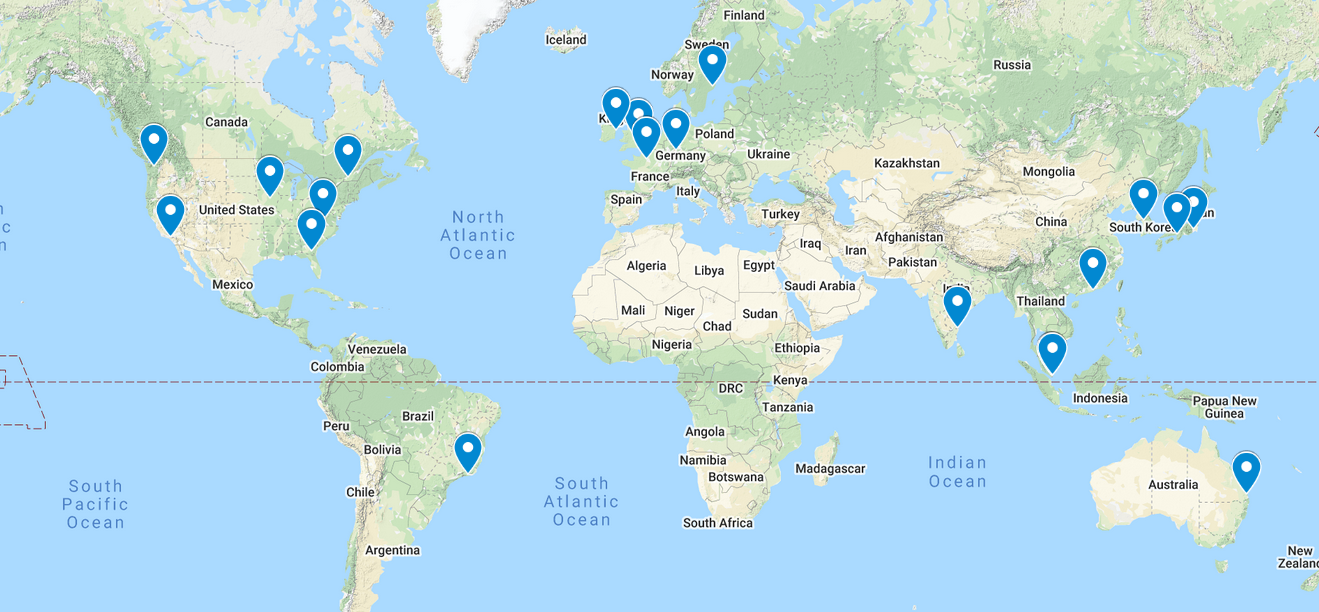 Finland
Iceland
Sweden
Norway
Russia
Canada
Poland
Germany
Ukraine
Kazakhstan
Mongolia
France
Italy
Spain
United States
Turkey
China
South Korea
North
Atlantic
Ocean
Iraq
Iran
Afghanistan
Pakistan
Algeria
Libya
Egypt
Saudi Arabia
Mexico
India
Thailand
Mali
Niger
Sudan
Chad
Nigeria
Ethiopia
Venezuela
Colombia
DRC
Kenya
Indonesia
Papua New
Guinea
Tanzania
Brazil
Peru
Angola
Bolivia
Namibia
Botswana
Madagascar
Indian
Ocean
Australia
South
Pacific
Ocean
Chile
South
Atlantic
Ocean
South Africa
Argentina
New
Zealand